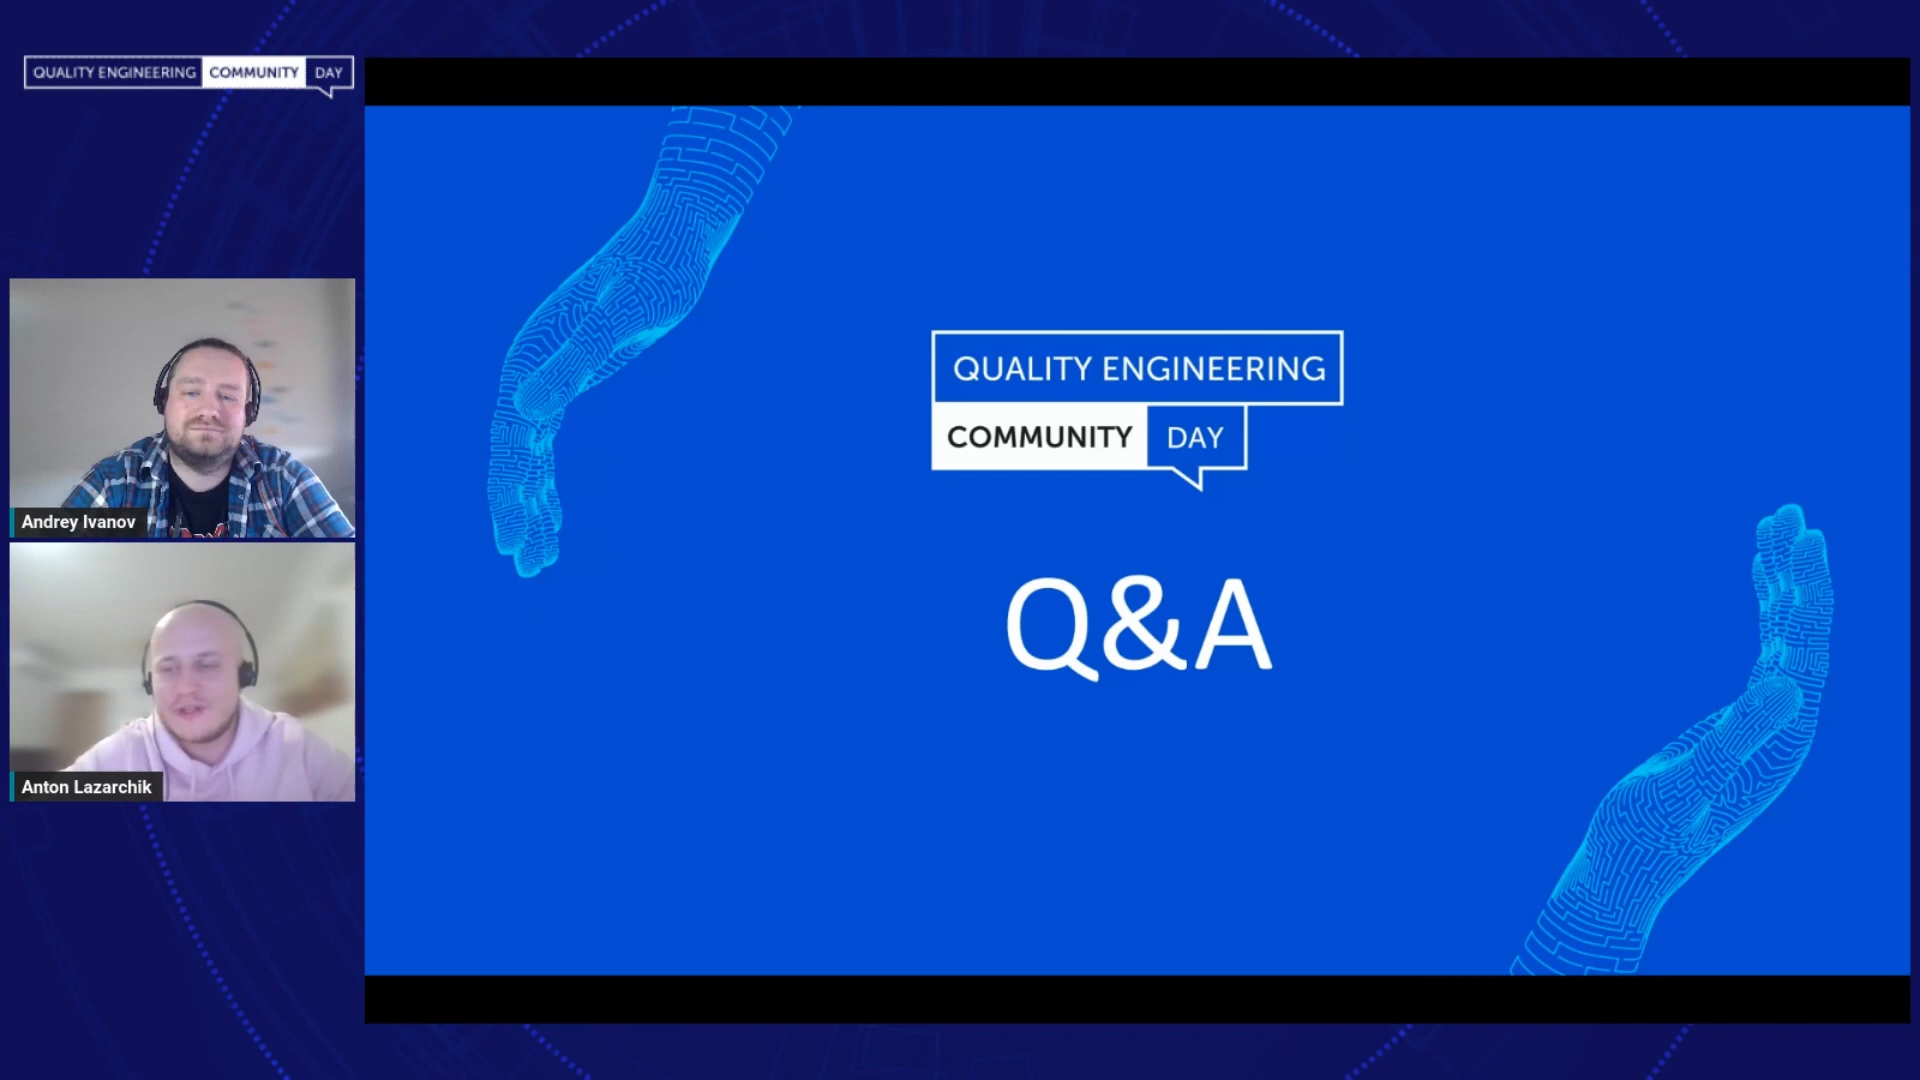 QUALITY ENGINEERING COMMUNITY DAY
Andrey Ivanov
Anton Lazarchik
QUALITY ENGINEERING
COMMUNITY DAY
Q&A